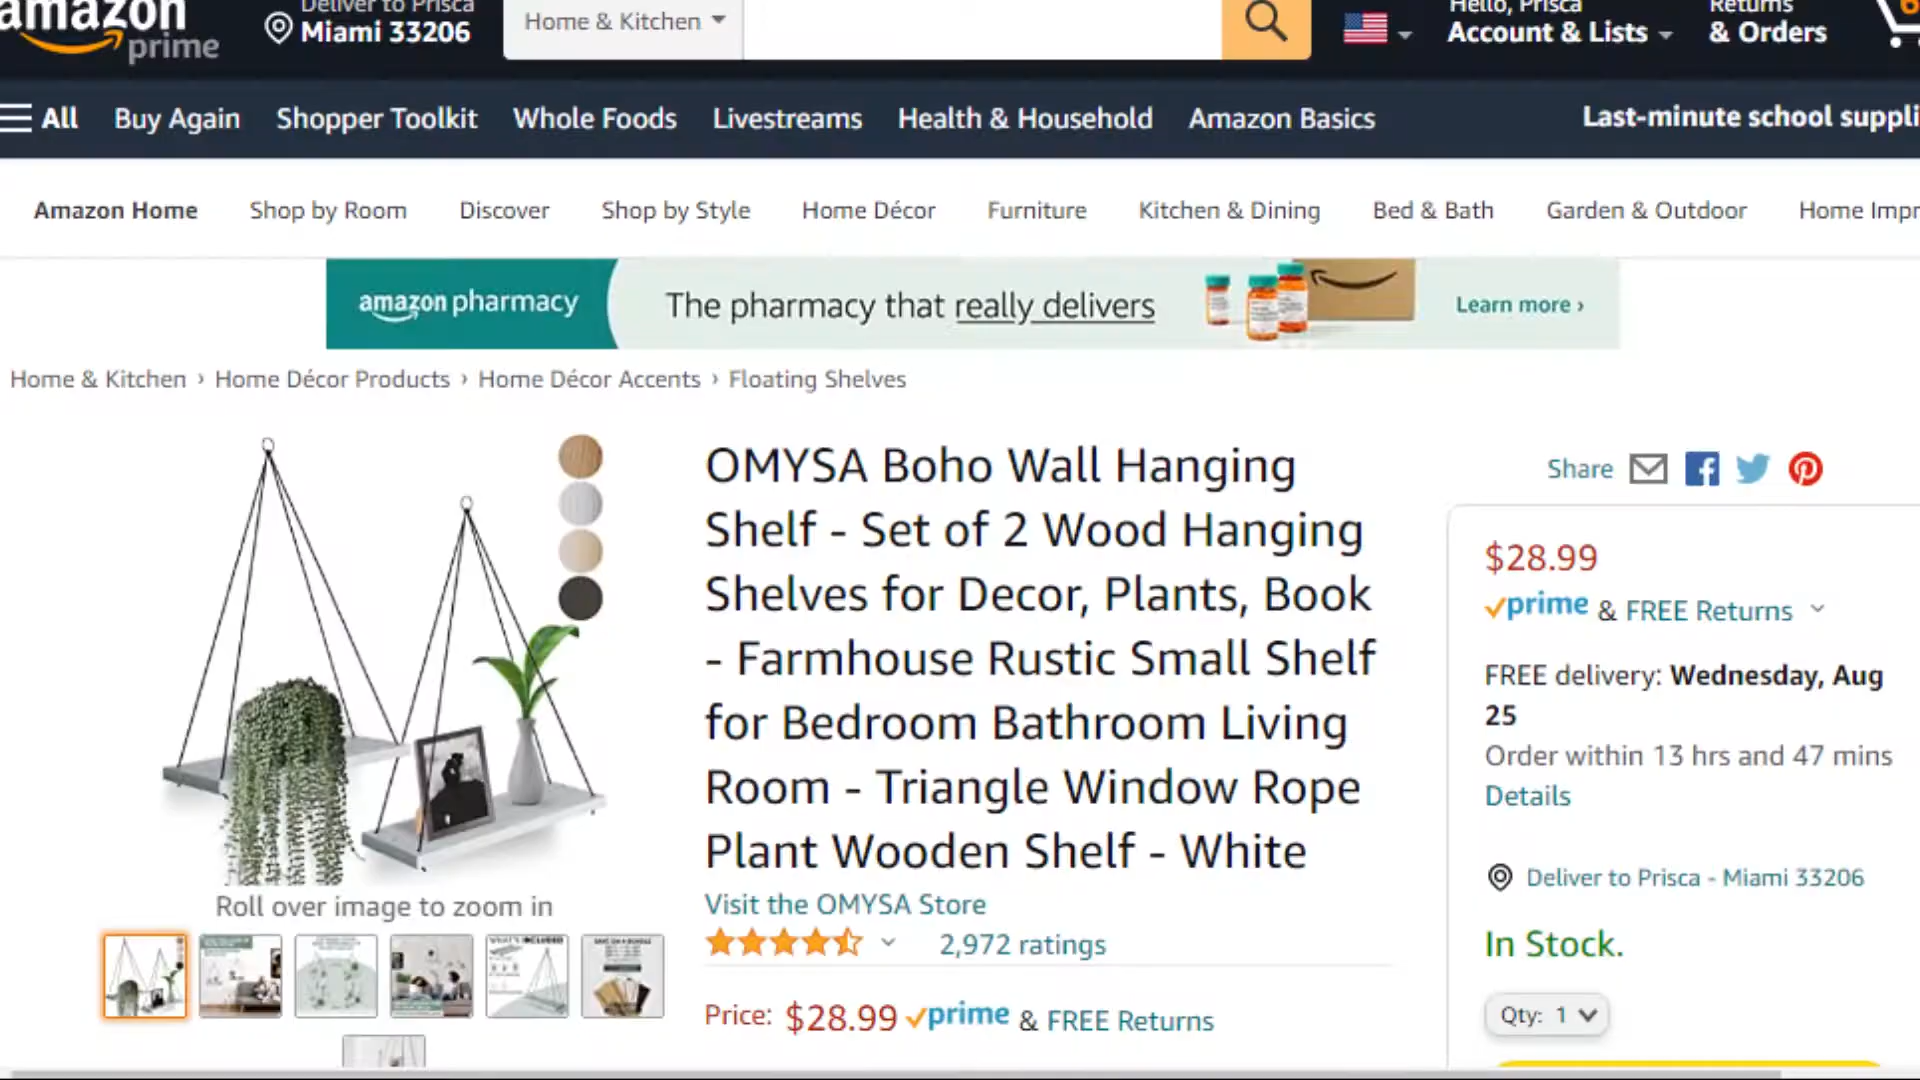 amazon
prime
Deliver to Prisca
Miami 33206
Home & Kitchen
Hello, Prisca
Account & Lists
Returns
& Orders
All
Buy Again
Shopper Toolkit
Whole Foods
Livestreams
Health & Household
Amazon Basics
Last-minute school suppli
Amazon Home
Shop by Room
Discover
Shop by Style
Home Décor
Furniture
Kitchen & Dining
Bed & Bath
Garden & Outdoor
Home Impr
amazon pharmacy
The pharmacy that really delivers
Learn more ›
Home & Kitchen › Home Décor Products › Home Décor Accents › Floating Shelves
OMYSA Boho Wall Hanging
Shelf - Set of 2 Wood Hanging
Shelves for Decor, Plants, Book
- Farmhouse Rustic Small Shelf
for Bedroom Bathroom Living
Room - Triangle Window Rope
Plant Wooden Shelf - White
Visit the OMYSA Store
2,972 ratings
Price: $28.99 prime & FREE Returns
Roll over image to zoom in
WHAT'S INCLUDED
Share
$28.99
prime & FREE Returns
FREE delivery: Wednesday, Aug
25
Order within 13 hrs and 47 mins
Details
Deliver to Prisca - Miami 33206
In Stock.
Qty: 1